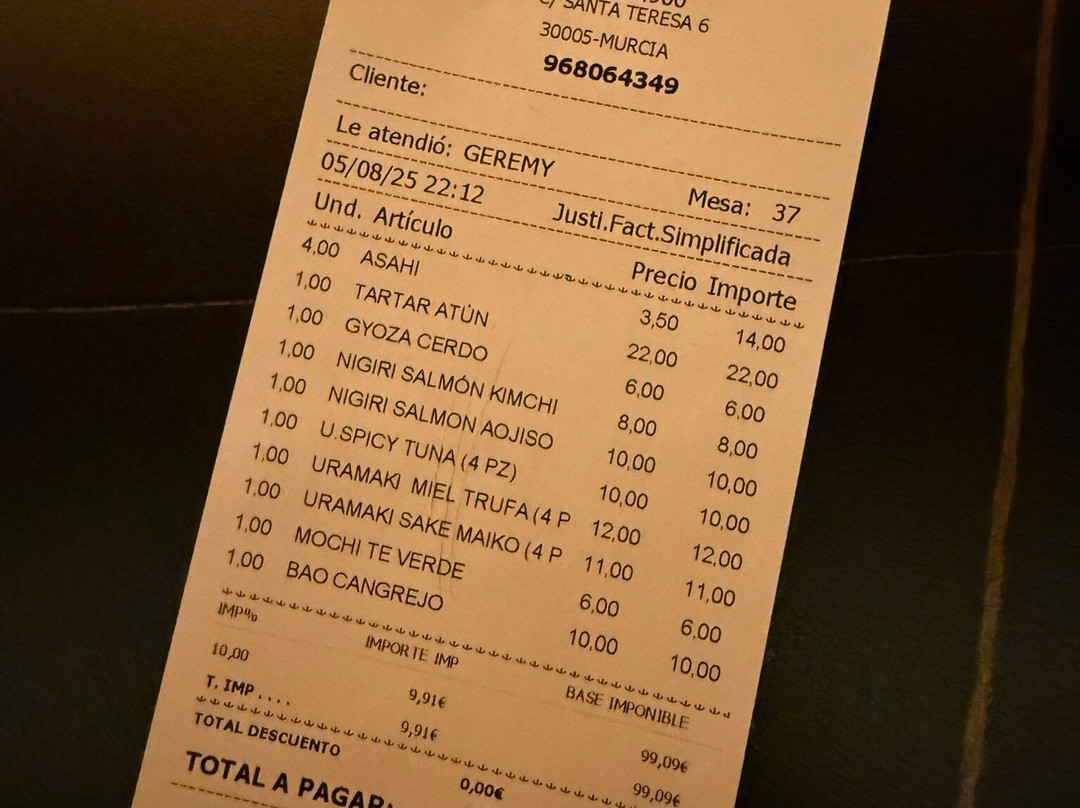 C/ SANTA TERESA 6
30005-MURCIA
968064349
Cliente:
Le atendió: GEREMY Mesa: 37
05/08/25 22:12 Justi.Fact.Simplificada
Und. Artículo Precio Importe
4,00 ASAHI 3,50 14,00
1,00 TARTAR ATÚN 22,00 22,00
1,00 GYOZA CERDO 6,00 6,00
1,00 NIGIRI SALMÓN KIMCHI 8,00 8,00
1,00 NIGIRI SALMON AOJISO 10,00 10,00
1,00 U.SPICY TUNA (4 PZ) 10,00 10,00
1,00 URAMAKI MIEL TRUFA (4 P 12,00 12,00
1,00 URAMAKI SAKE MAIKO (4 P 11,00 11,00
1,00 MOCHI TE VERDE 6,00 6,00
1,00 BAO CANGREJO 10,00 10,00
IMP% IMPORTE IMP BASE IMPONIBLE
10,00 9,91€ 99,09€
T. IMP.... 9,91€ 99,09€
TOTAL DESCUENTO 0,00€
TOTAL A PAGAR: